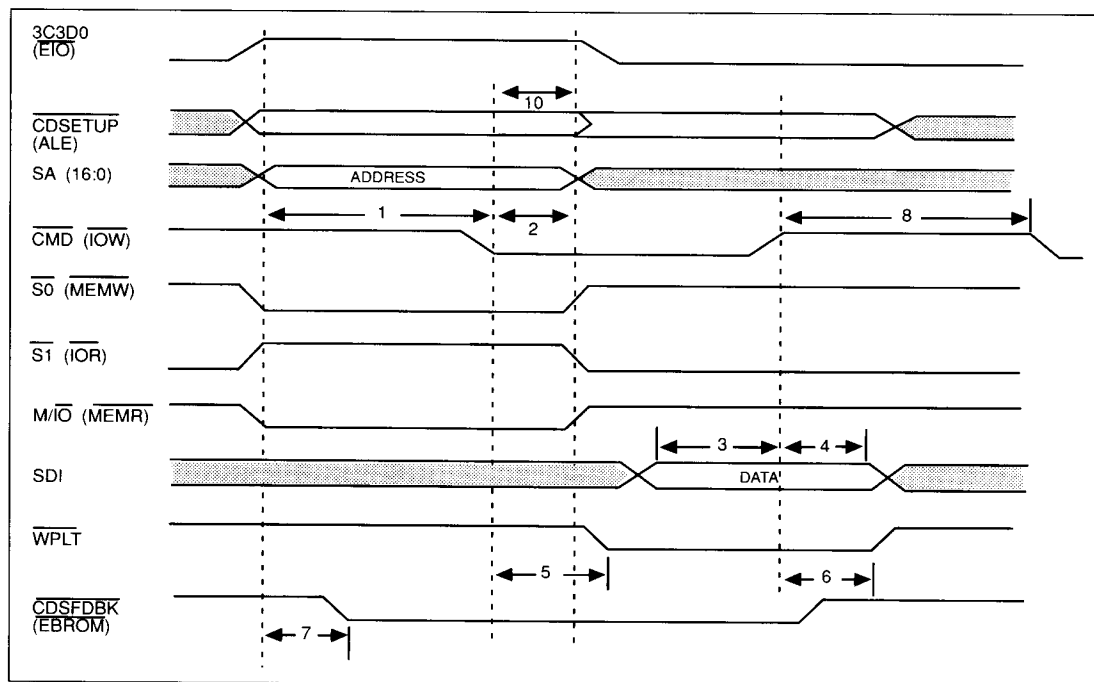 3C3D0
(EIO)
10
CDSETUP
(ALE)
SA (16:0)
ADDRESS
1
2
8
CMD (IOW)
S0 (MEMW)
S1 (IOR)
M/IO (MEMR)
3
4
SDI
DATA
WPLT
5
6
CDSFDBK
(EBROM)
7